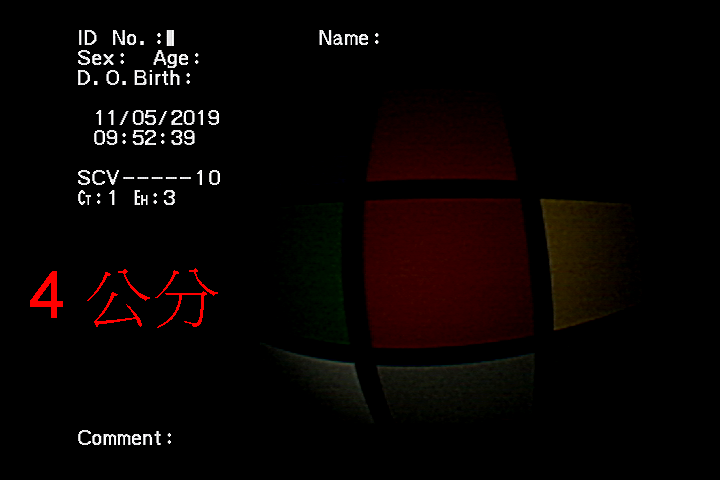 ID No.: Name:
Sex: Age:
D.O.Birth:
11/05/2019
09:52:39
SCV-----10
CT:1 EH:3
4 公分
Comment: